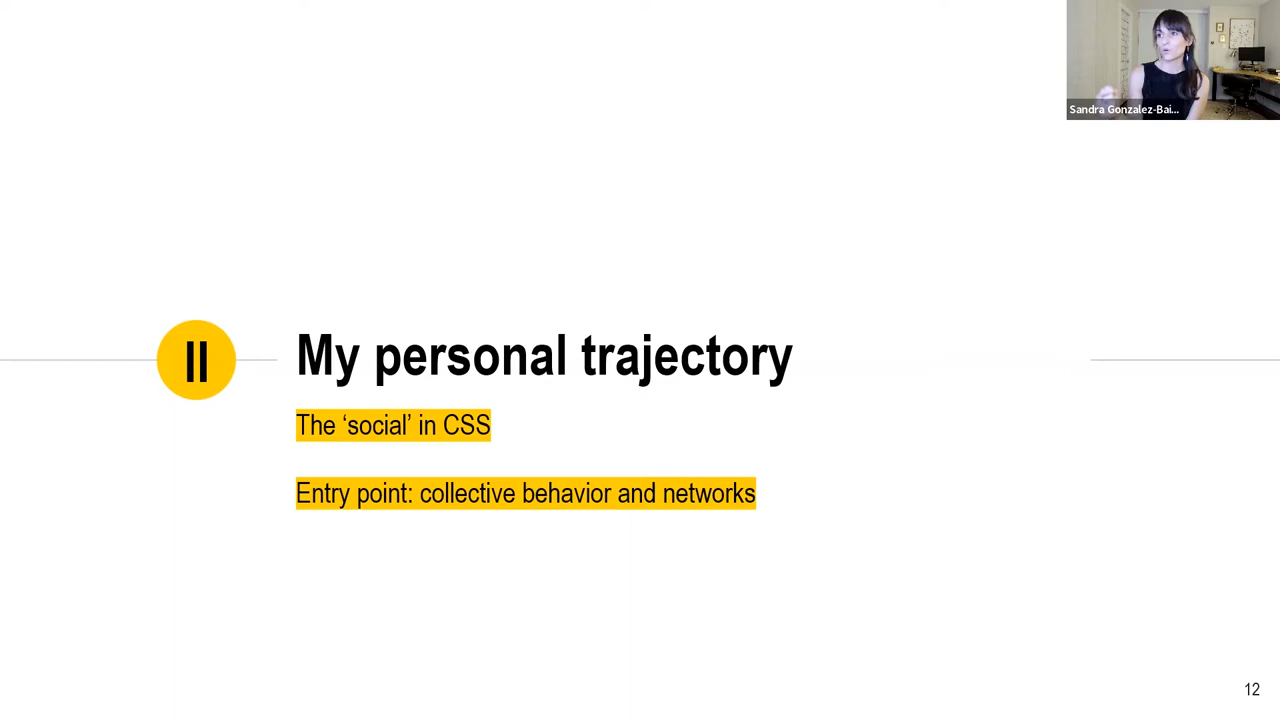 Sandra Gonzalez-Bai...
II
My personal trajectory
The ‘social’ in CSS
Entry point: collective behavior and networks
12